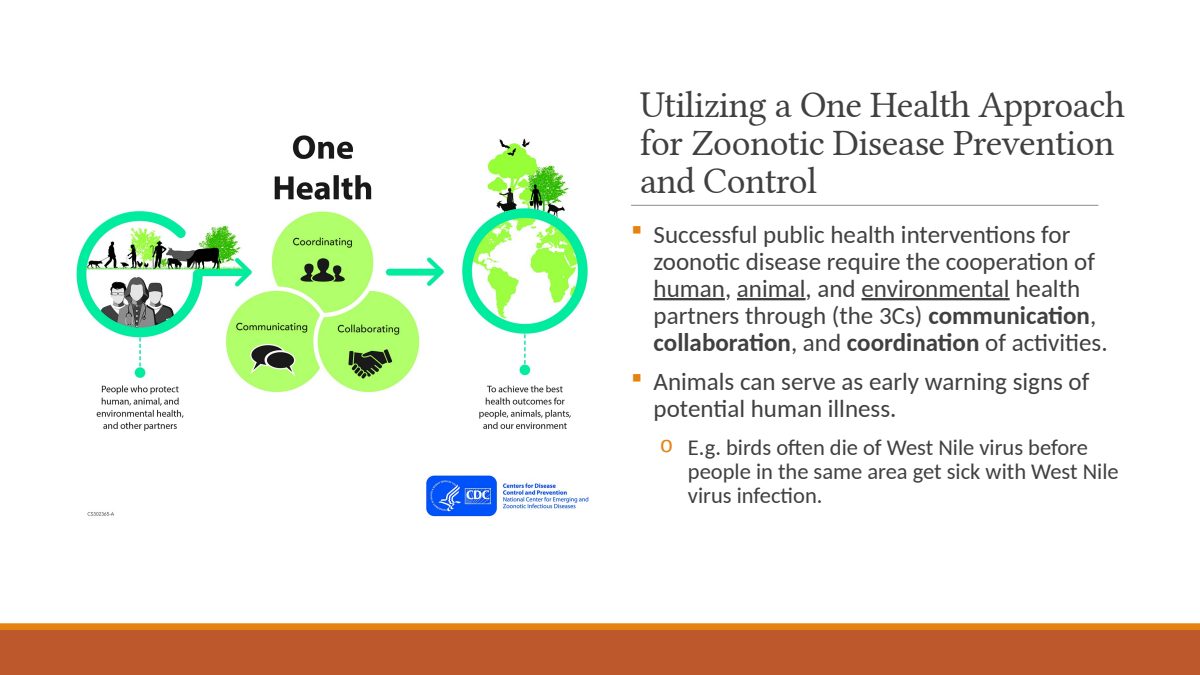 One
Health
Coordinating
Communicating
Collaborating
People who protect
human, animal, and
environmental health,
and other partners
To achieve the best
health outcomes for
people, animals, plants,
and our environment
CDC
Centers for Disease
Control and Prevention
National Center for Emerging and
Zoonotic Infectious Diseases
CS302365-A
Utilizing a One Health Approach
for Zoonotic Disease Prevention
and Control
▪ Successful public health interventions for
zoonotic disease require the cooperation of
human, animal, and environmental health
partners through (the 3Cs) communication,
collaboration, and coordination of activities.
▪ Animals can serve as early warning signs of
potential human illness.
o E.g. birds often die of West Nile virus before
people in the same area get sick with West Nile
virus infection.